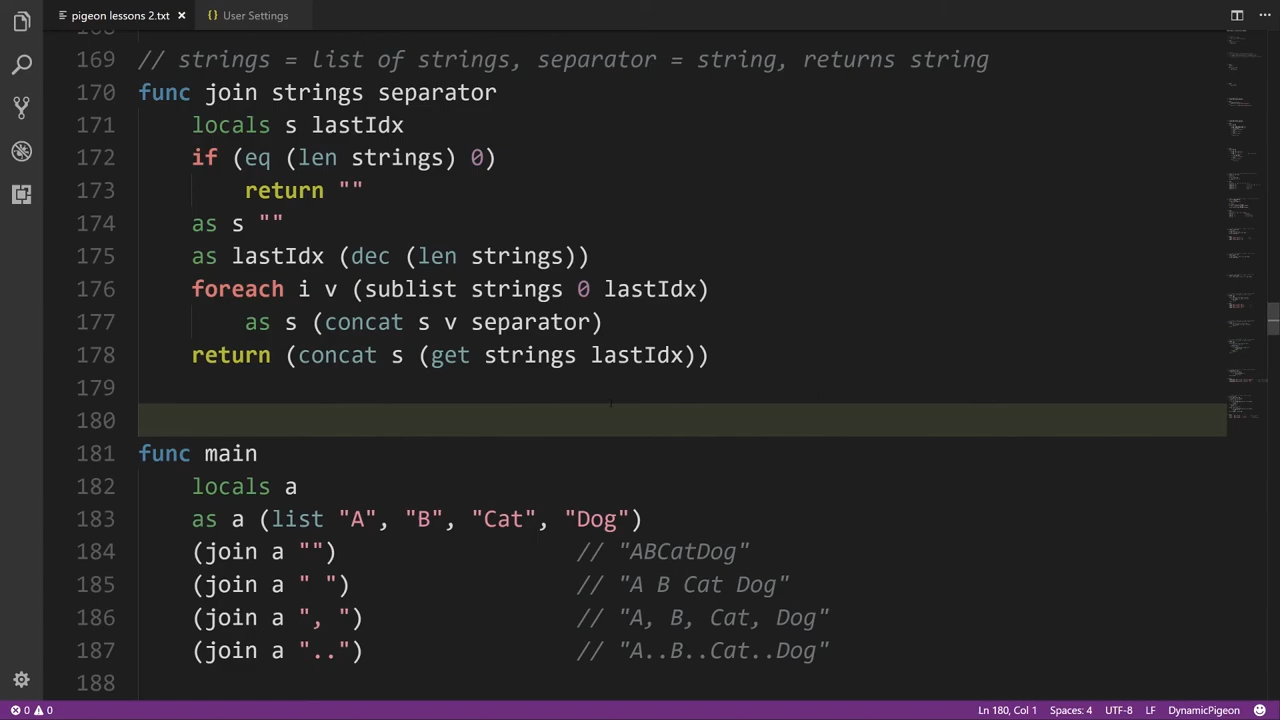 pigeon lessons 2.txt × {} User Settings
168
169 // strings = list of strings, separator = string, returns string
170 func join strings separator
171 locals s lastIdx
172 if (eq (len strings) 0)
173 return ""
174 as s ""
175 as lastIdx (dec (len strings))
176 foreach i v (sublist strings 0 lastIdx)
177 as s (concat s v separator)
178 return (concat s (get strings lastIdx))
179
180
181 func main
182 locals a
183 as a (list "A", "B", "Cat", "Dog")
184 (join a "") // "ABCatDog"
185 (join a " ") // "A B Cat Dog"
186 (join a ", ") // "A, B, Cat, Dog"
187 (join a "..") // "A..B..Cat..Dog"
188
0 0 Ln 180, Col 1 Spaces: 4 UTF-8 LF DynamicPigeon